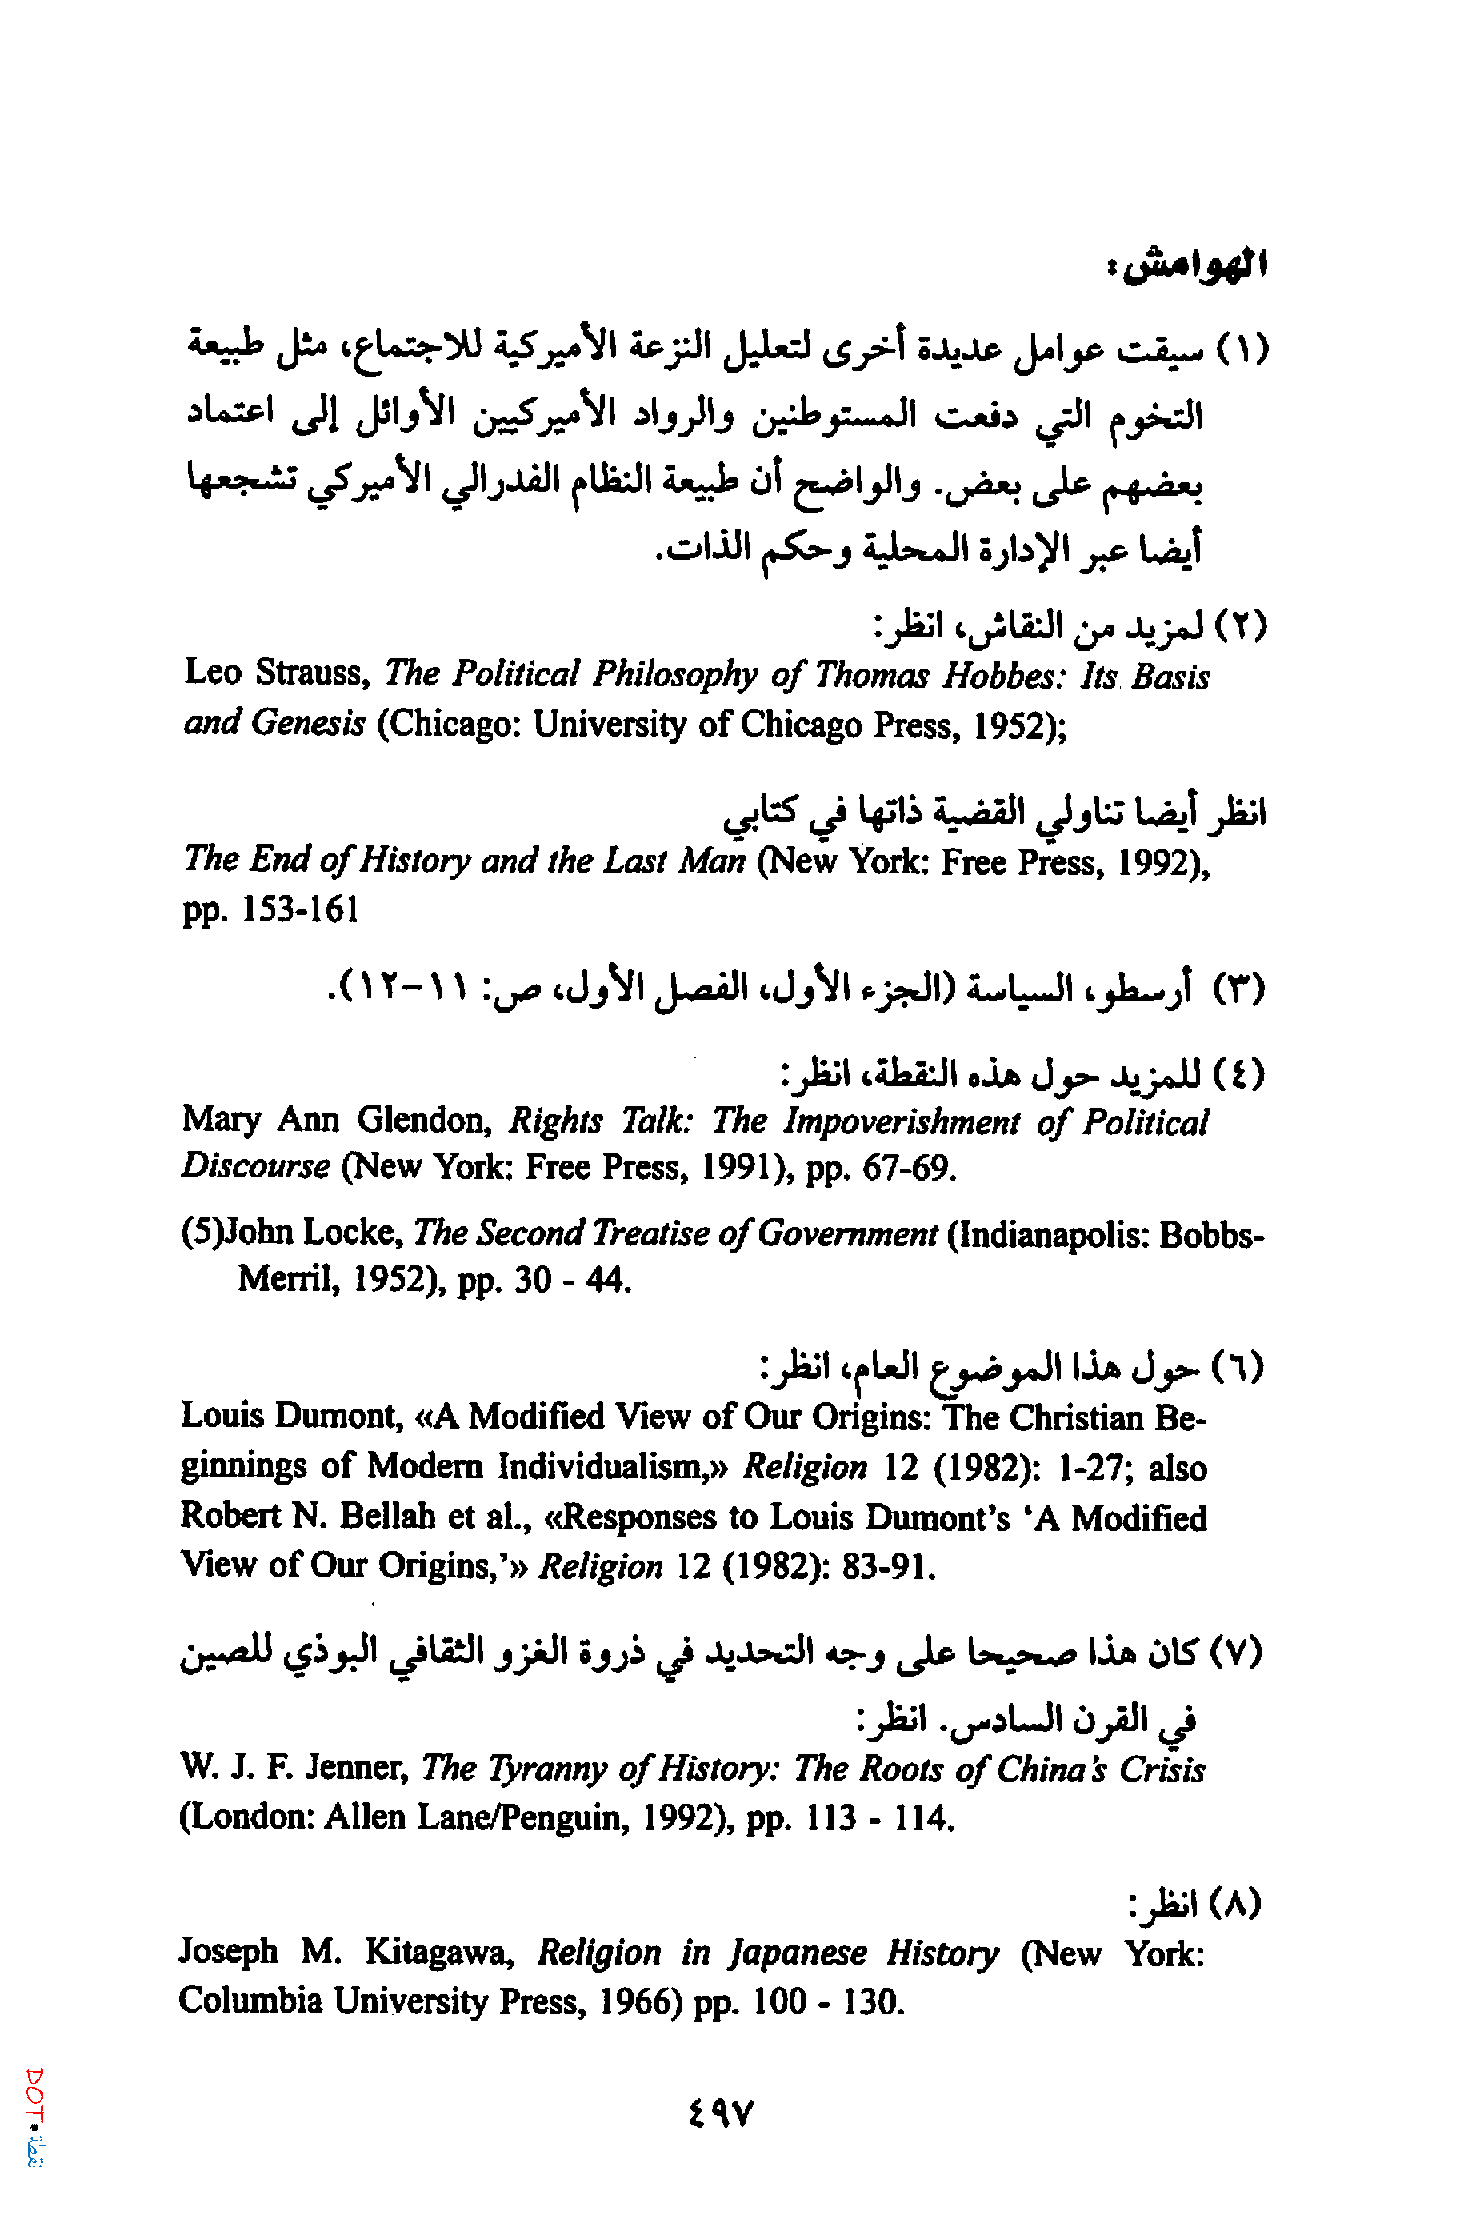 الهوامش:
(١) سيقت عوامل عديدة أخرى لتعليل النزعة الأميركية للاجتماع، مثل طبيعة
التخوم التي دفعت المستوطنين والرواد الأميركيين الأوائل إلى اعتماد
بعضهم على بعض. والواضح أن طبيعة النظام الفدرالي الأميركي تشجعها
أيضا عبر الإدارة المحلية وحكم الذات.
(٢) لمزيد من النقاش، انظر:
Leo Strauss, The Political Philosophy of Thomas Hobbes: Its Basis
and Genesis (Chicago: University of Chicago Press, 1952);
انظر أيضا تناولي القضية ذاتها في كتابي
The End of History and the Last Man (New York: Free Press, 1992),
pp. 153-161
(٣) أرسطو، السياسة (الجزء الأول، الفصل الأول، ص: ١١-١٢).
(٤) للمزيد حول هذه النقطة، انظر:
Mary Ann Glendon, Rights Talk: The Impoverishment of Political
Discourse (New York: Free Press, 1991), pp. 67-69.
(5)John Locke, The Second Treatise of Government (Indianapolis: Bobbs-
Merril, 1952), pp. 30 - 44.
(٦) حول هذا الموضوع العام، انظر:
Louis Dumont, «A Modified View of Our Origins: The Christian Be-
ginnings of Modern Individualism,» Religion 12 (1982): 1-27; also
Robert N. Bellah et al., «Responses to Louis Dumont's ‘A Modified
View of Our Origins,’» Religion 12 (1982): 83-91.
(٧) كان هذا صحيحا على وجه التحديد في ذروة الغزو الثقافي البوذي للصين
في القرن السادس. انظر:
W. J. F. Jenner, The Tyranny of History: The Roots of China's Crisis
(London: Allen Lane/Penguin, 1992), pp. 113 - 114.
(٨) انظر:
Joseph M. Kitagawa, Religion in Japanese History (New York:
Columbia University Press, 1966) pp. 100 - 130.
٤٩٧
DOT • نقطة